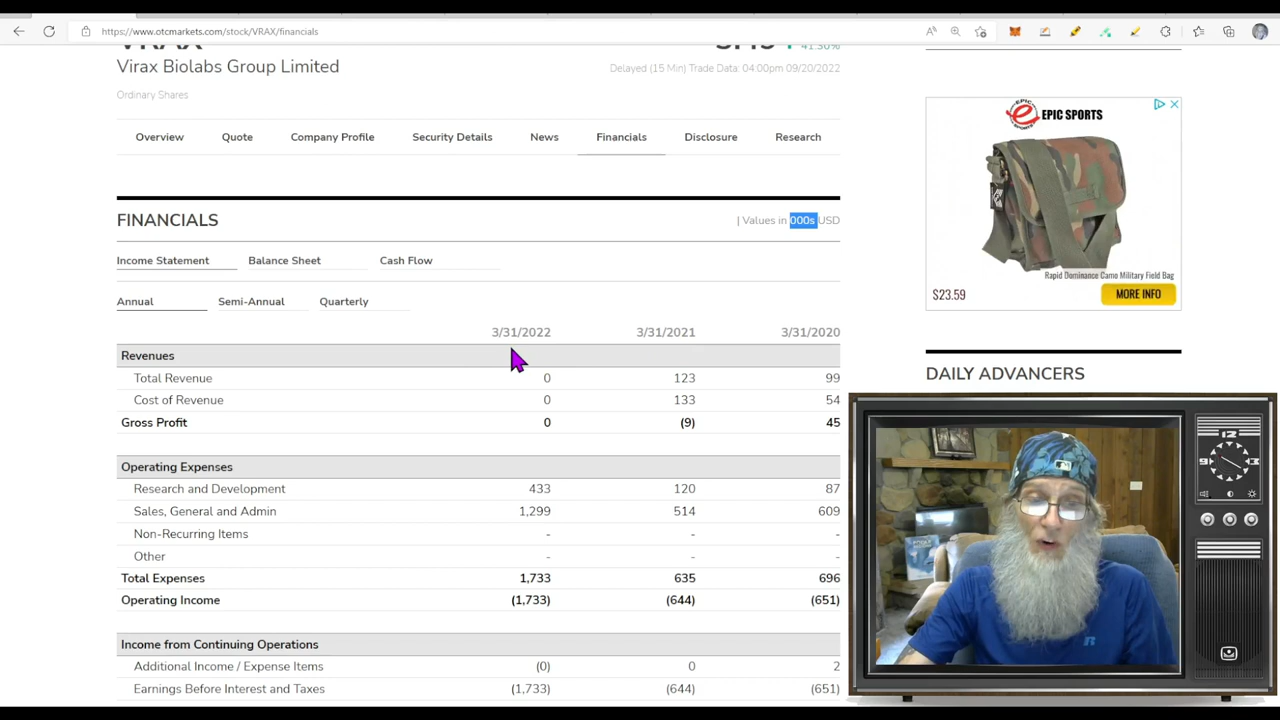 https://www.otcmarkets.com/stock/VRAX/financials
VRAX
41.36%
Virax Biolabs Group Limited
Delayed (15 Min) Trade Data: 04:00pm 09/20/2022
Ordinary Shares
Overview Quote Company Profile Security Details News Financials Disclosure Research
FINANCIALS
| Values in 000s USD
Income Statement Balance Sheet Cash Flow
Annual Semi-Annual Quarterly
3/31/2022 3/31/2021 3/31/2020
Revenues
Total Revenue 0 123 99
Cost of Revenue 0 133 54
Gross Profit 0 (9) 45
Operating Expenses
Research and Development 433 120 87
Sales, General and Admin 1,299 514 609
Non-Recurring Items - - -
Other - - -
Total Expenses 1,733 635 696
Operating Income (1,733) (644) (651)
Income from Continuing Operations
Additional Income / Expense Items (0) 0 2
Earnings Before Interest and Taxes (1,733) (644) (651)
EPIC SPORTS
Rapid Dominance Camo Military Field Bag
$23.59
MORE INFO
DAILY ADVANCERS
12
9 3